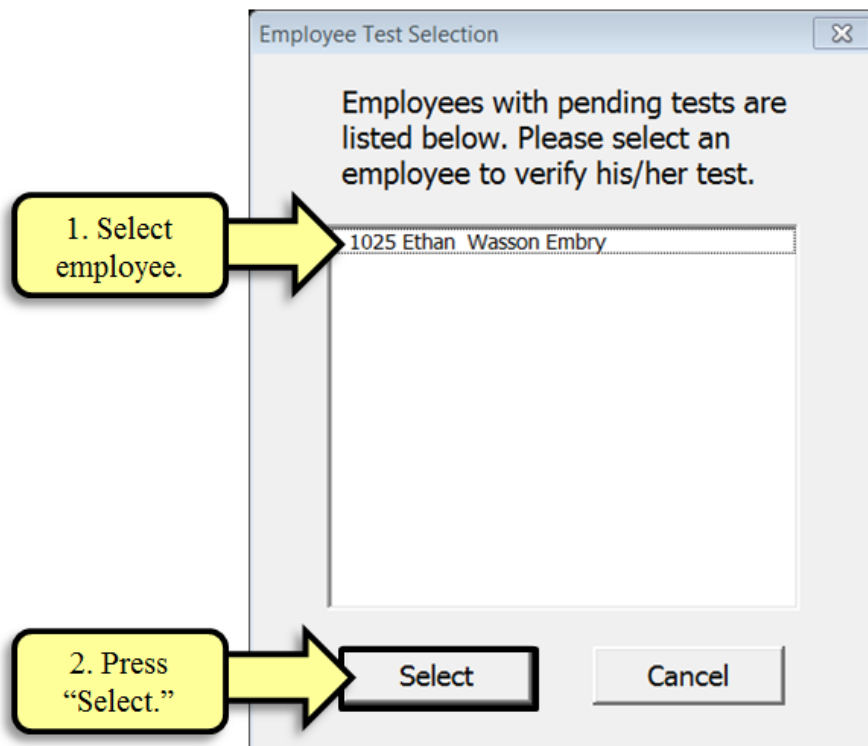 Employee Test Selection
Employees with pending tests are
listed below. Please select an
employee to verify his/her test.
1. Select
employee.
1025 Ethan  Wasson Embry
2. Press
“Select.”
Select
Cancel